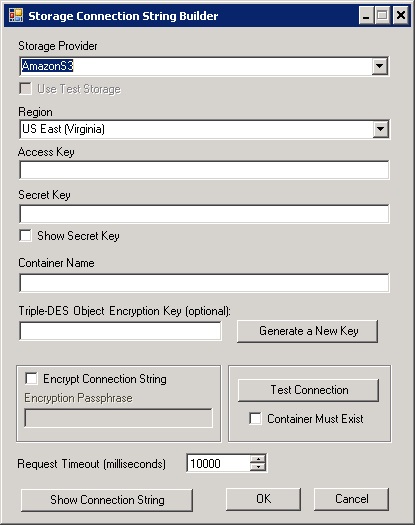 Storage Connection String Builder
Storage Provider
AmazonS3
Use Test Storage
Region
US East (Virginia)
Access Key
Secret Key
Show Secret Key
Container Name
Triple-DES Object Encryption Key (optional):
Generate a New Key
Encrypt Connection String
Encryption Passphrase
Test Connection
Container Must Exist
Request Timeout (milliseconds) 10000
Show Connection String OK Cancel